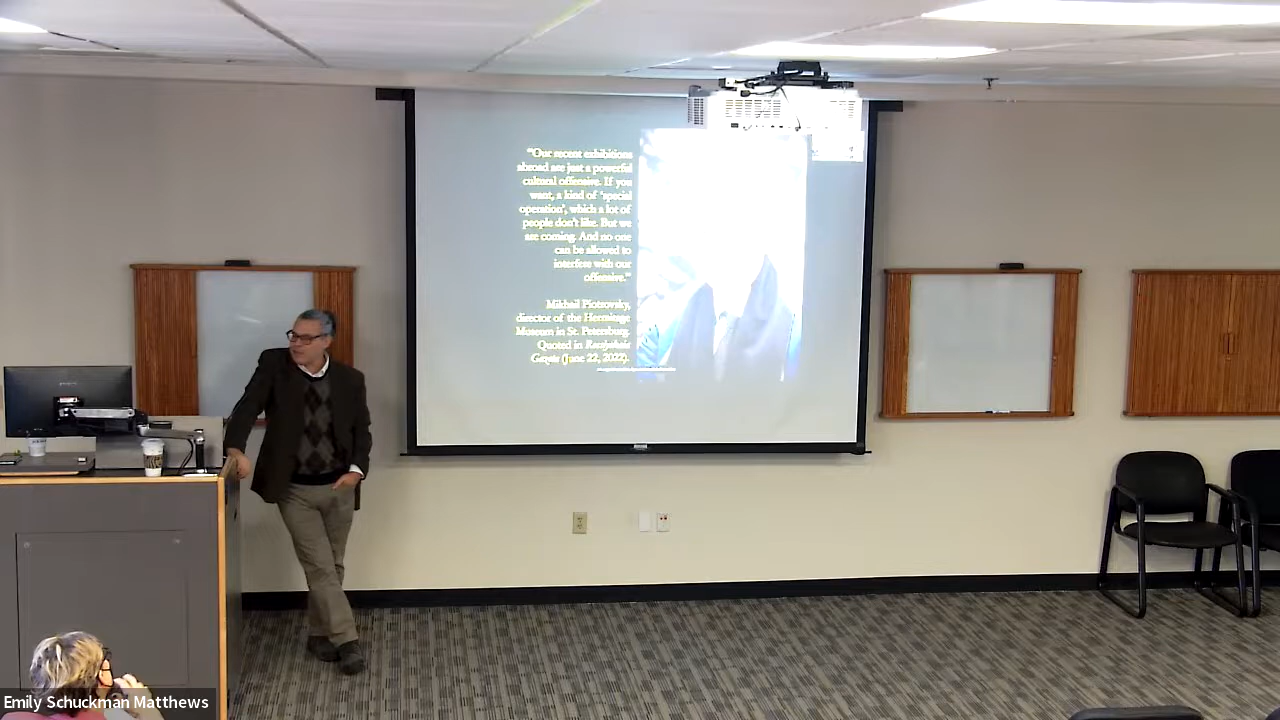 "Our recent exhibitions
abroad are just a powerful
cultural offensive. If you
want, a kind of 'special
operation', which a lot of
people don't like. But we
are coming. And no one
can be allowed to
interfere with our
offensive."
Mikhail Piotrovsky,
director of the Hermitage
Museum in St. Petersburg.
Quoted in
(June 22, 2022).
Emily Schuckman Matthews